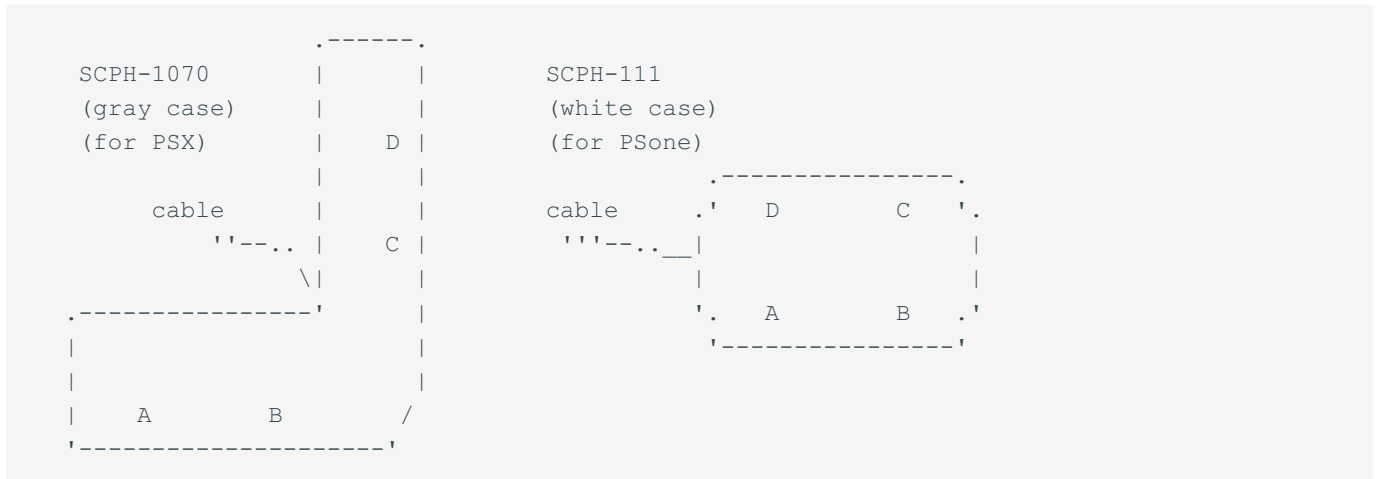 SCPH-1070 SCPH-111
(gray case) (white case)
(for PSX) D (for PSone)
cable cable D C
C
A B
A B